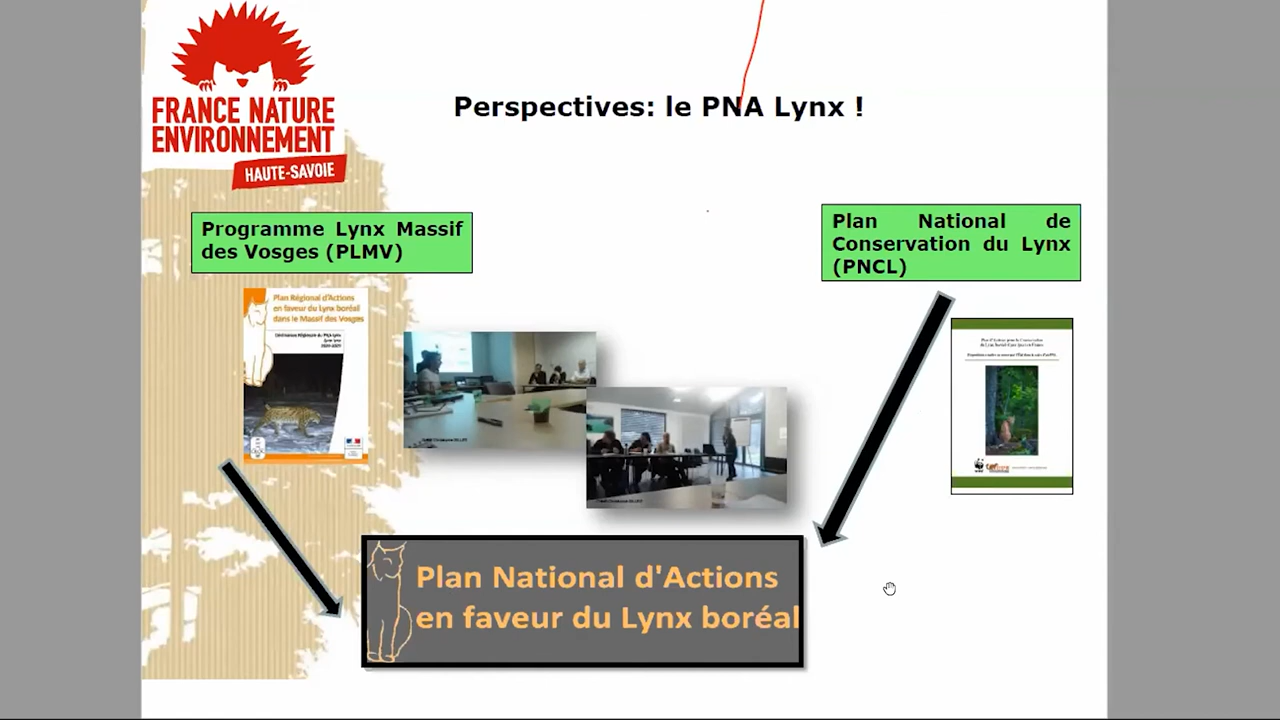 FRANCE NATURE
ENVIRONNEMENT
HAUTE-SAVOIE
Perspectives: le PNA Lynx !
Programme Lynx Massif
des Vosges (PLMV)
Plan National de
Conservation du Lynx
(PNCL)
Plan Régional d'Actions
en faveur du Lynx boréal
dans le Massif des Vosges
Plan National d'Actions
en faveur du Lynx boréal